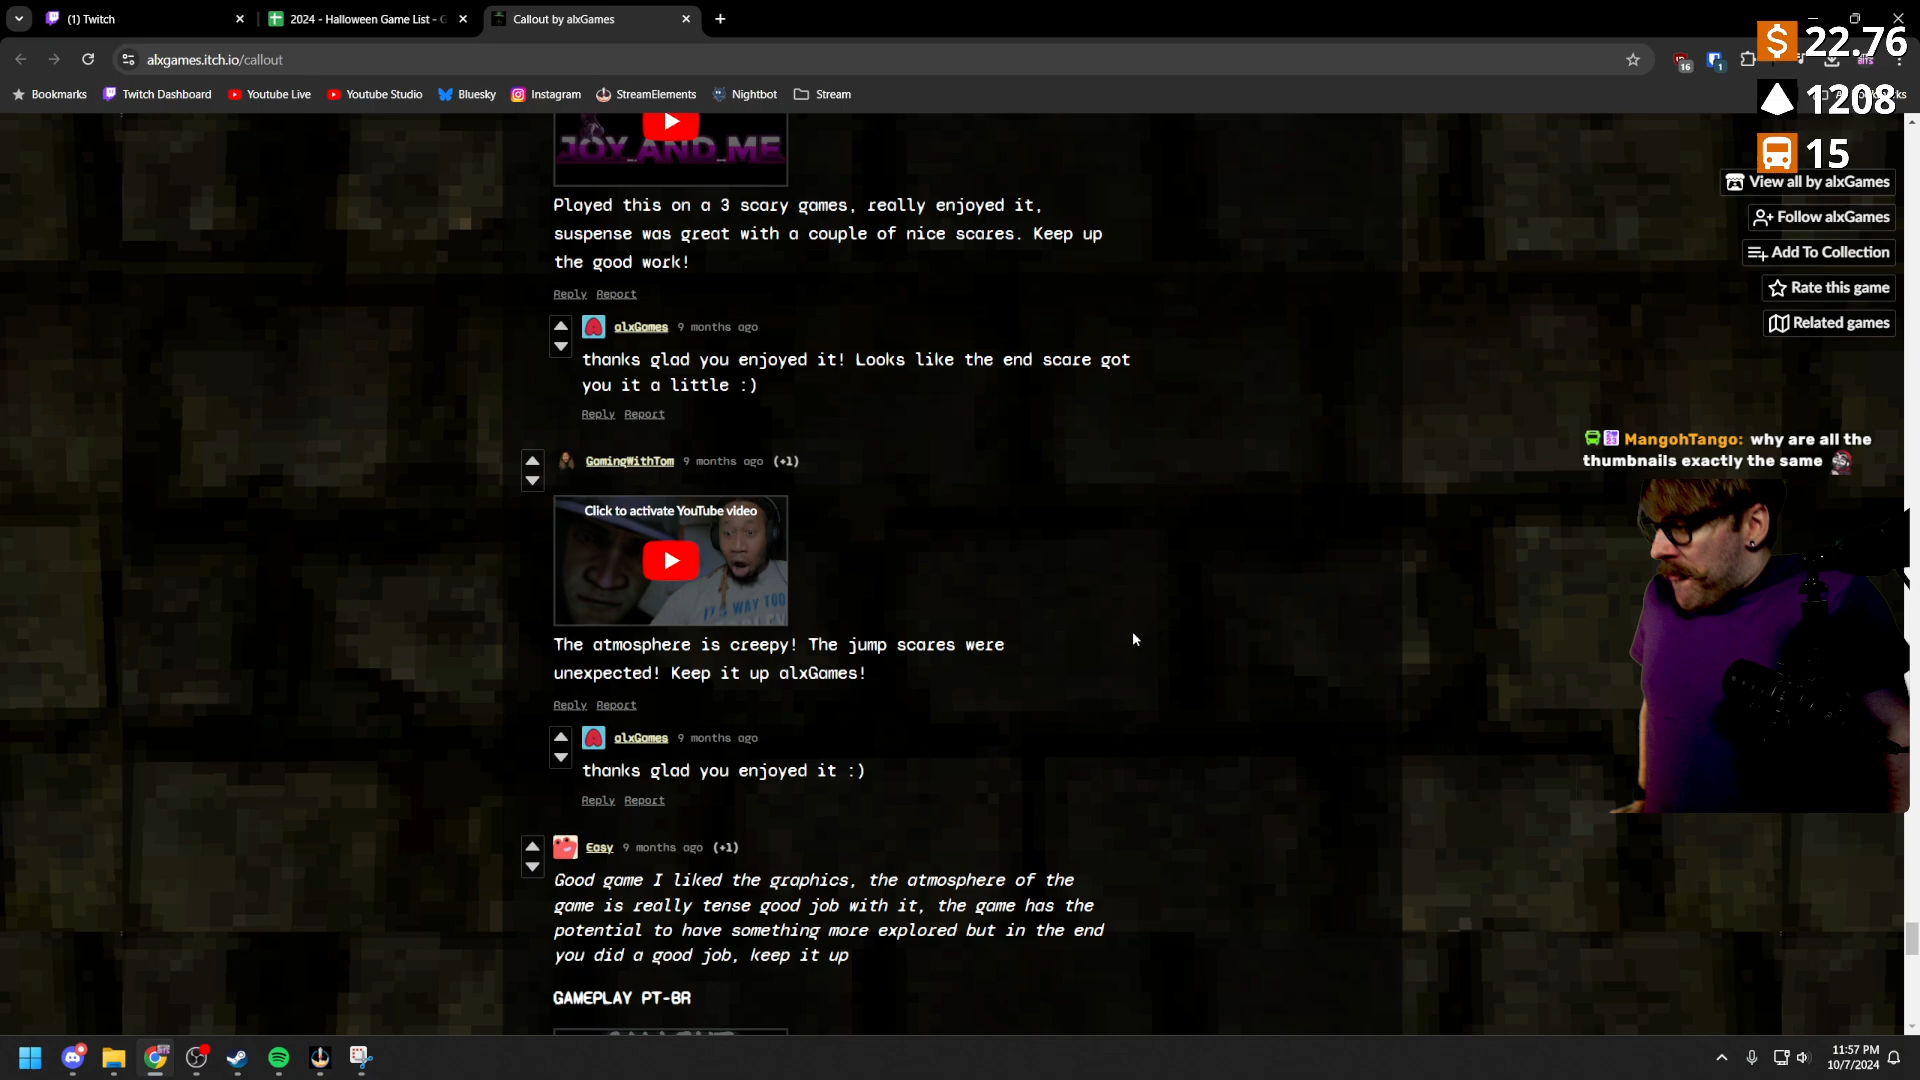 (1) Twitch
2024 - Halloween Game List - G
Callout by alxGames
22.76
alxgames.itch.io/callout
16
1
Bookmarks
Twitch Dashboard
Youtube Live
Youtube Studio
Bluesky
Instagram
StreamElements
Nightbot
Stream
1208
15
View all by alxGames
Follow alxGames
Add To Collection
Rate this game
Related games
JOY_AND_ME
Played this on a 3 scary games, really enjoyed it,
suspense was great with a couple of nice scares. Keep up
the good work!
Reply Report
alxGames 9 months ago
thanks glad you enjoyed it! Looks like the end scare got
you it a little :)
Reply Report
MangohTango: why are all the
thumbnails exactly the same
GamingWithTom 9 months ago (+1)
Click to activate YouTube video
IT'S WAY TOO
The atmosphere is creepy! The jump scares were
unexpected! Keep it up alxGames!
Reply Report
alxGames 9 months ago
thanks glad you enjoyed it :)
Reply Report
Easy 9 months ago (+1)
Good game I liked the graphics, the atmosphere of the
game is really tense good job with it, the game has the
potential to have something more explored but in the end
you did a good job, keep it up
GAMEPLAY PT-BR
11:57 PM
10/7/2024